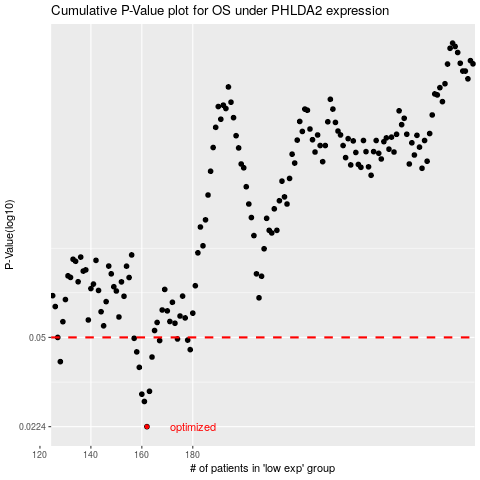 Cumulative P-Value plot for OS under PHLDA2 expression
P-Value(log10)
0.05
0.0224
optimized
120 140 160 180
# of patients in 'low exp' group